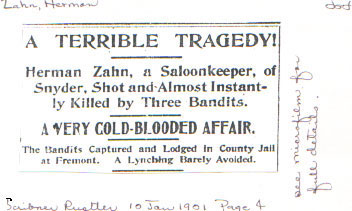 Zahn, Herman
A TERRIBLE TRAGEDY!
Herman Zahn, a Saloonkeeper, of
Snyder, Shot and Almost Instant-
ly Killed by Three Bandits.
A VERY COLD-BLOODED AFFAIR.
The Bandits Captured and Lodged in County Jail
at Fremont. A Lynching Barely Avoided.
see microfilm for
full details.
Scribner Rustler 10 Jan 1901 Page 4